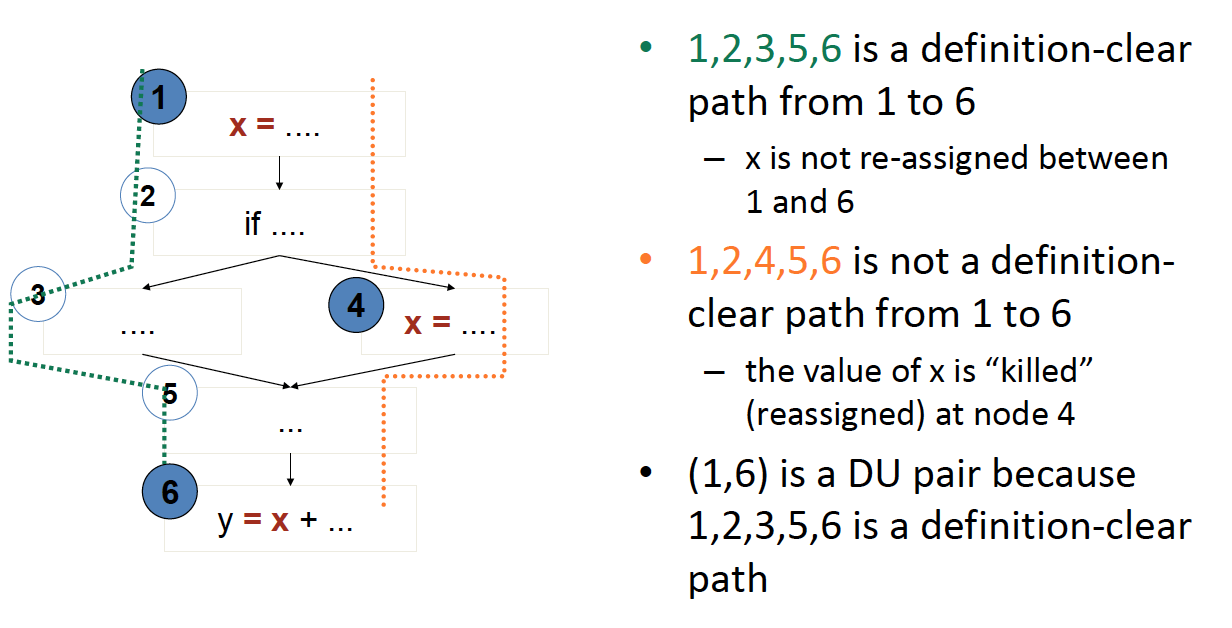 1
x = ....
2
if ....
3
....
4
x = ....
5
...
6
y = x + ...
• 1,2,3,5,6 is a definition-clear
path from 1 to 6
– x is not re-assigned between
1 and 6
• 1,2,4,5,6 is not a definition-
clear path from 1 to 6
– the value of x is “killed”
(reassigned) at node 4
• (1,6) is a DU pair because
1,2,3,5,6 is a definition-clear
path